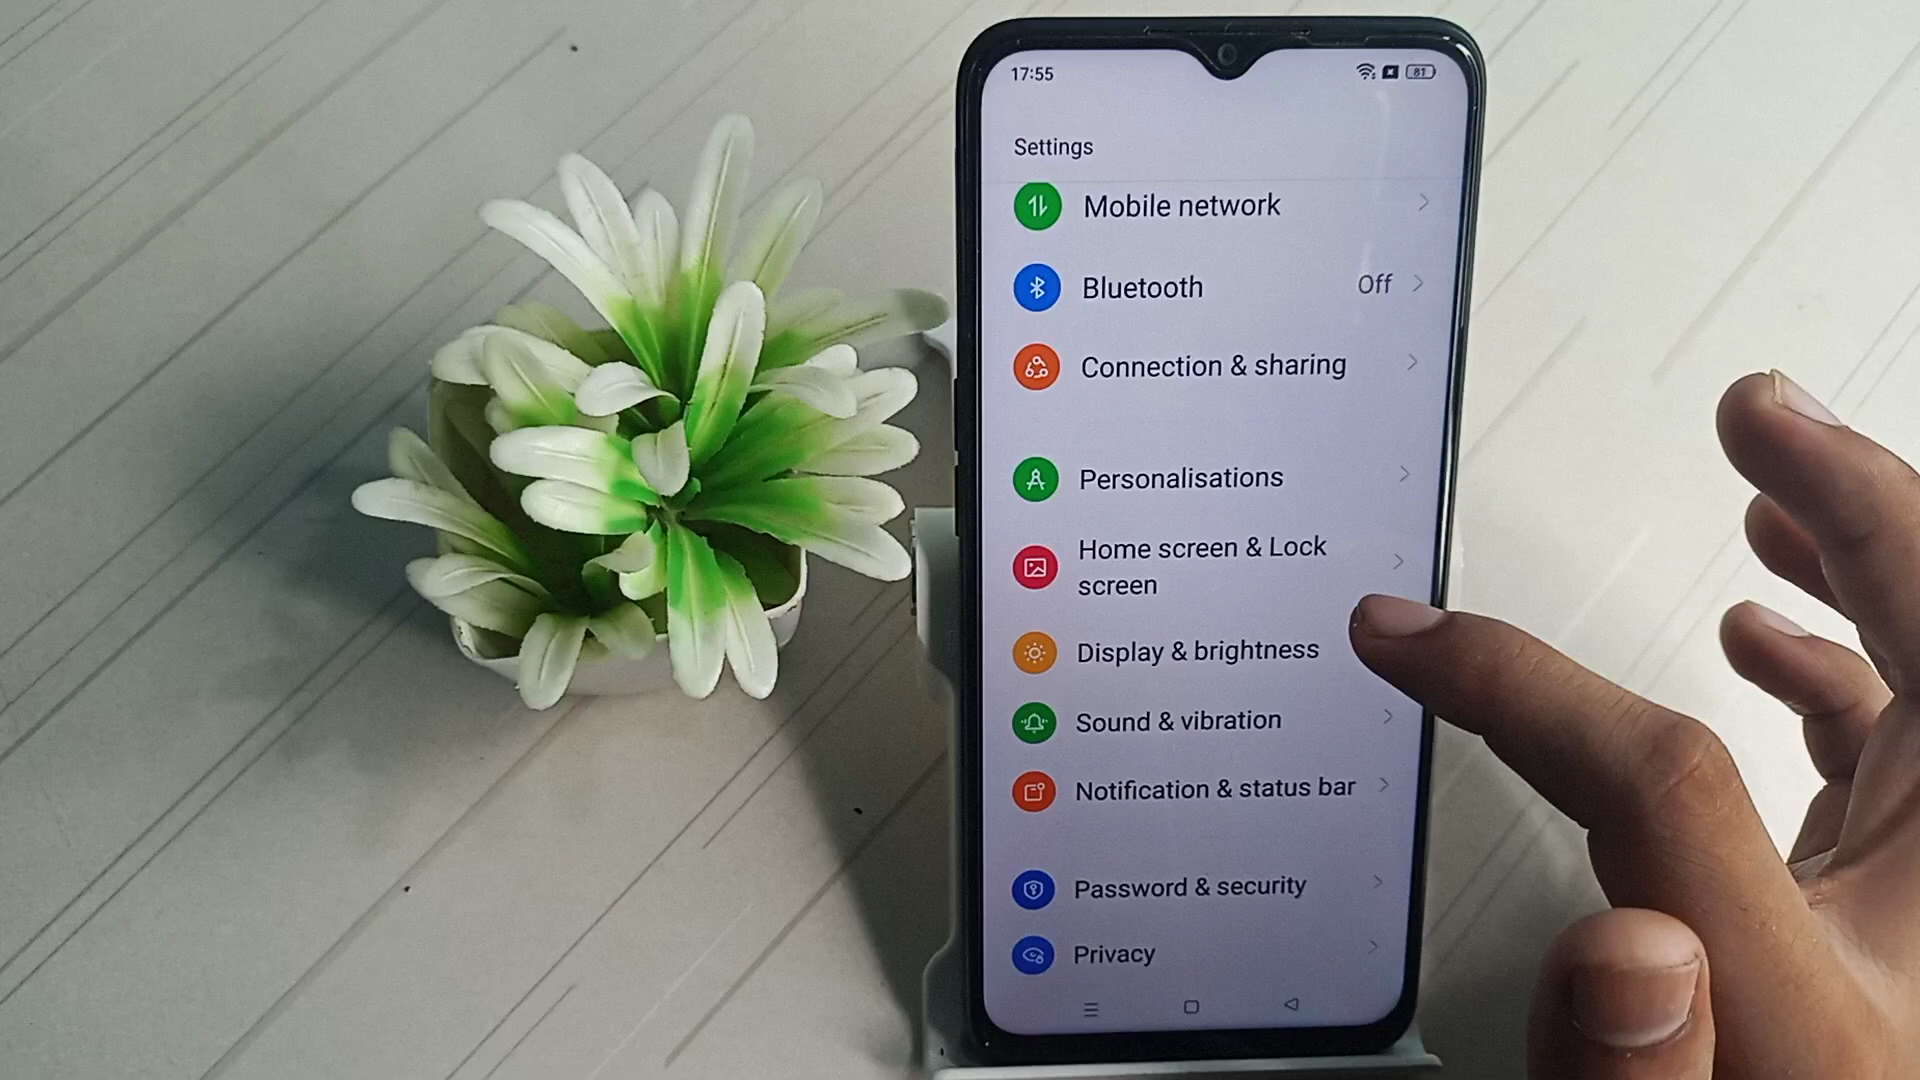 17:55
81
Settings
Mobile network
Bluetooth Off
Connection & sharing
Personalisations
Home screen & Lock
screen
Display & brightness
Sound & vibration
Notification & status bar
Password & security
Privacy